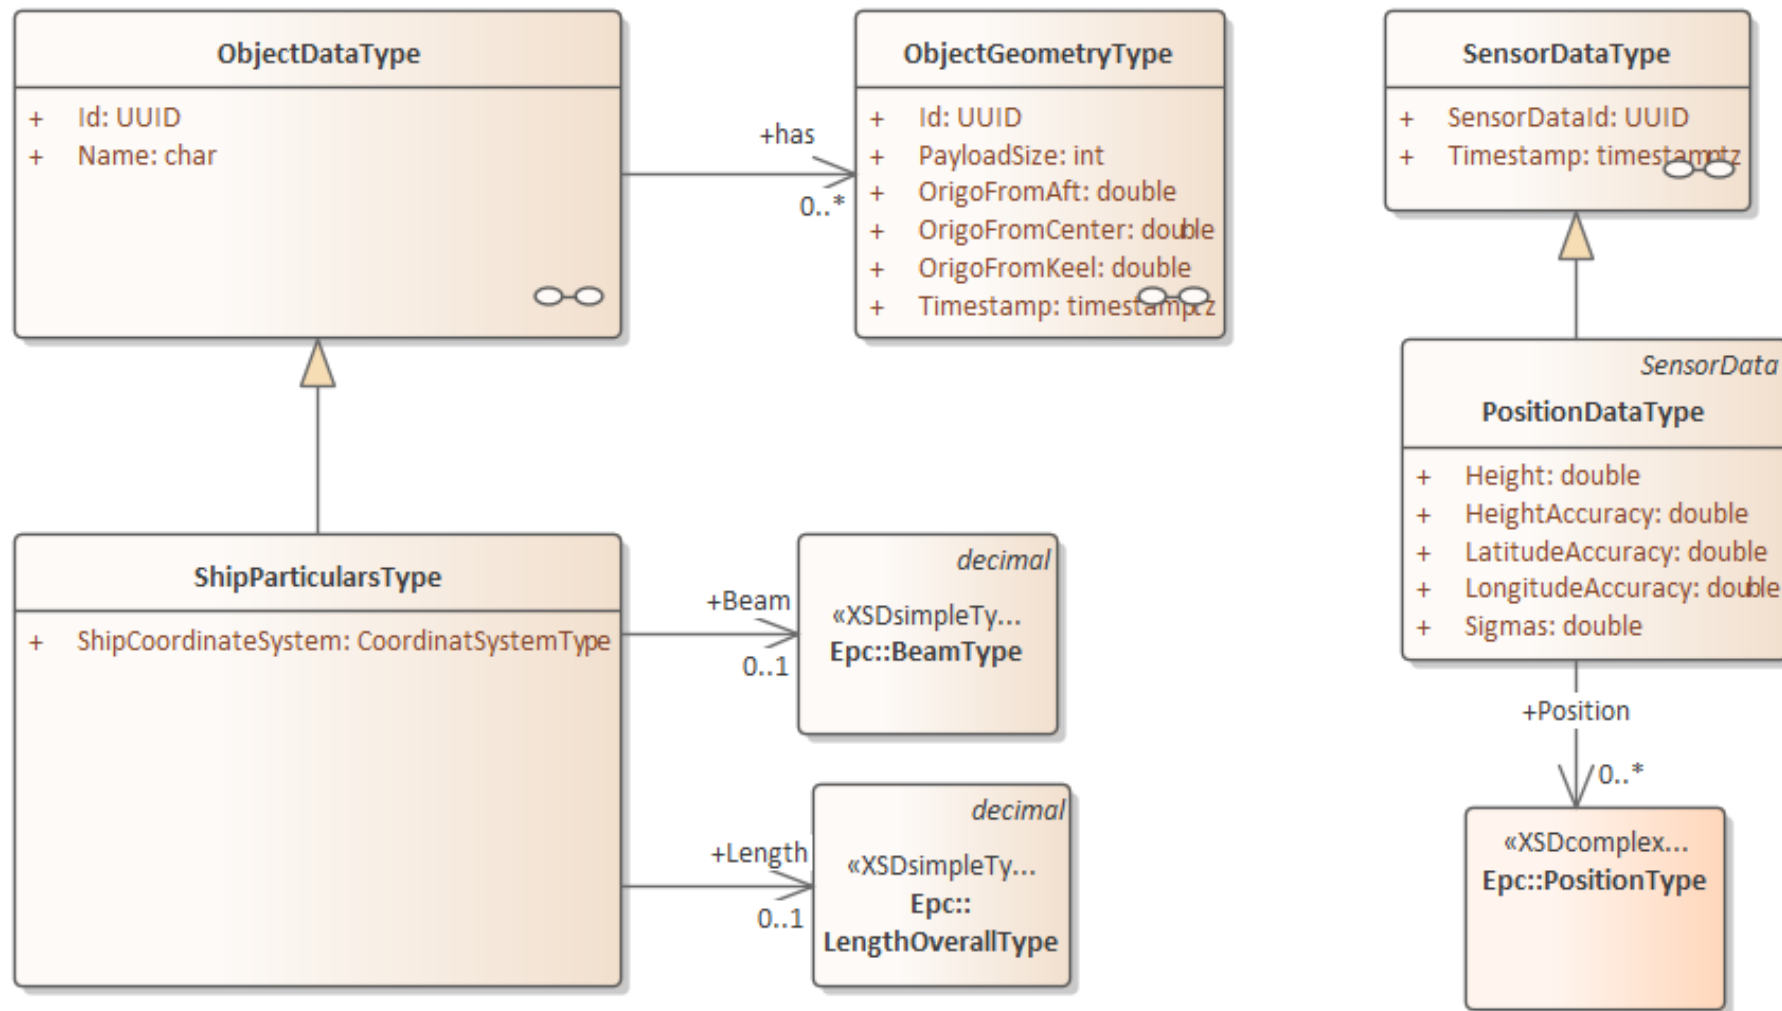 ObjectDataType
+ Id: UUID
+ Name: char
+has
0..*
ObjectGeometryType
+ Id: UUID
+ PayloadSize: int
+ OrigoFromAft: double
+ OrigoFromCenter: double
+ OrigoFromKeel: double
+ Timestamp: timestamptz
SensorDataType
+ SensorDataId: UUID
+ Timestamp: timestamptz
SensorData
PositionDataType
+ Height: double
+ HeightAccuracy: double
+ LatitudeAccuracy: double
+ LongitudeAccuracy: double
+ Sigmas: double
+Position
0..*
«XSDcomplex...
Epc::PositionType
ShipParticularsType
+ ShipCoordinateSystem: CoordinatSystemType
+Beam
0..1
decimal
«XSDsimpleTy...
Epc::BeamType
+Length
0..1
decimal
«XSDsimpleTy...
Epc::
LengthOverallType